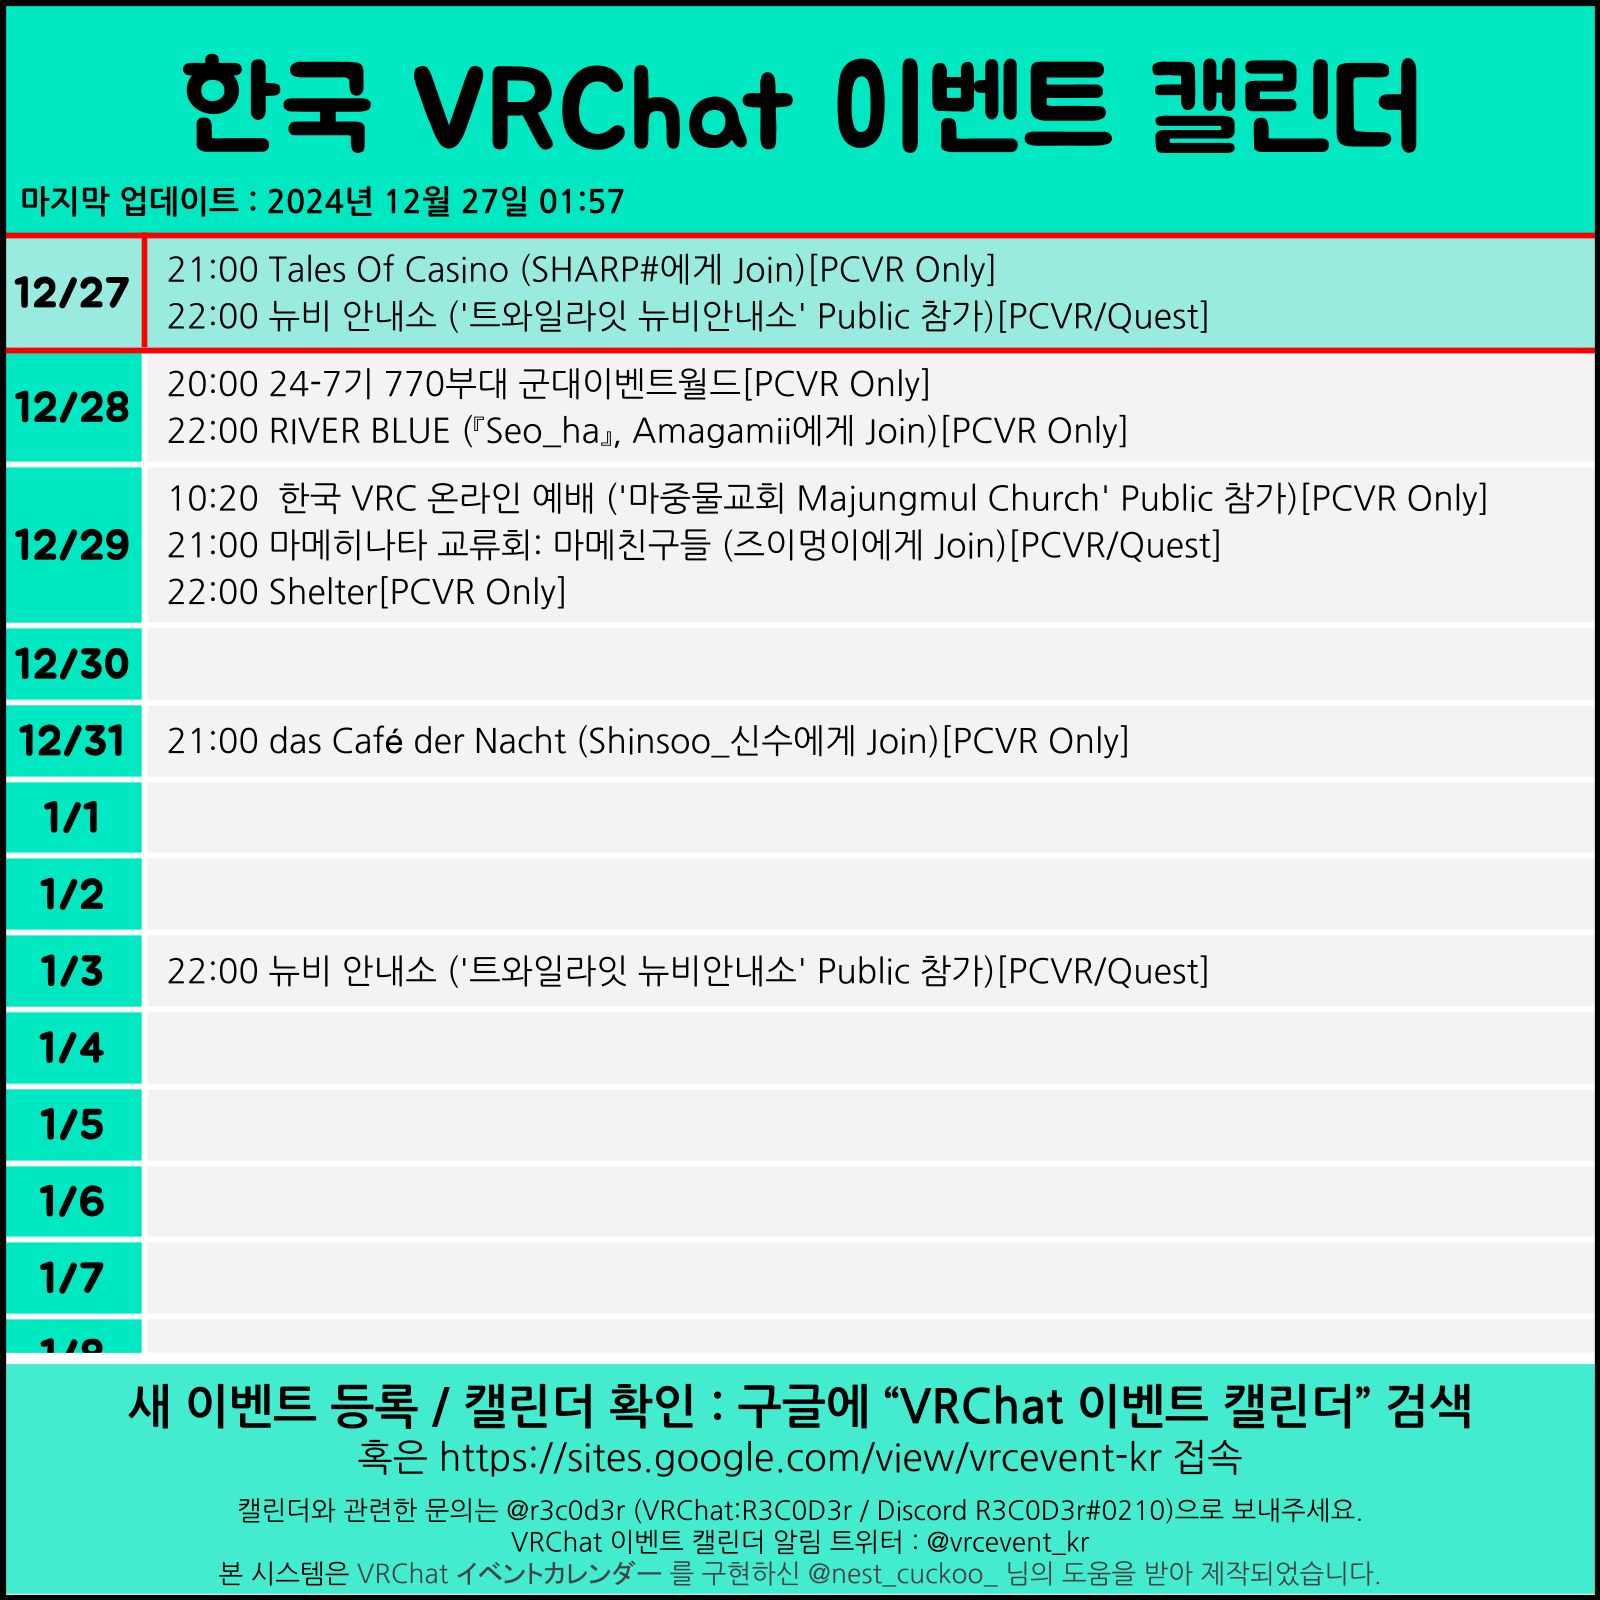 한국 VRChat 이벤트 캘린더
마지막 업데이트 : 2024년 12월 27일 01:57
12/27
21:00 Tales Of Casino (SHARP#에게 Join)[PCVR Only]
22:00 뉴비 안내소 ('트와일라잇 뉴비안내소' Public 참가)[PCVR/Quest]
12/28
20:00 24-7기 770부대 군대이벤트월드[PCVR Only]
22:00 RIVER BLUE (『Seo_ha』, Amagamii에게 Join)[PCVR Only]
12/29
10:20  한국 VRC 온라인 예배 ('마중물교회 Majungmul Church' Public 참가)[PCVR Only]
21:00 마메히나타 교류회: 마메친구들 (즈이멍이에게 Join)[PCVR/Quest]
22:00 Shelter[PCVR Only]
12/30
12/31
21:00 das Café der Nacht (Shinsoo_신수에게 Join)[PCVR Only]
1/1
1/2
1/3
22:00 뉴비 안내소 ('트와일라잇 뉴비안내소' Public 참가)[PCVR/Quest]
1/4
1/5
1/6
1/7
1/8
새 이벤트 등록 / 캘린더 확인 : 구글에 “VRChat 이벤트 캘린더” 검색
혹은 https://sites.google.com/view/vrcevent-kr 접속
캘린더와 관련한 문의는 @r3c0d3r (VRChat:R3C0D3r / Discord R3C0D3r#0210)으로 보내주세요.
VRChat 이벤트 캘린더 알림 트위터 : @vrcevent_kr
본 시스템은 VRChat イベントカレンダー 를 구현하신 @nest_cuckoo_ 님의 도움을 받아 제작되었습니다.